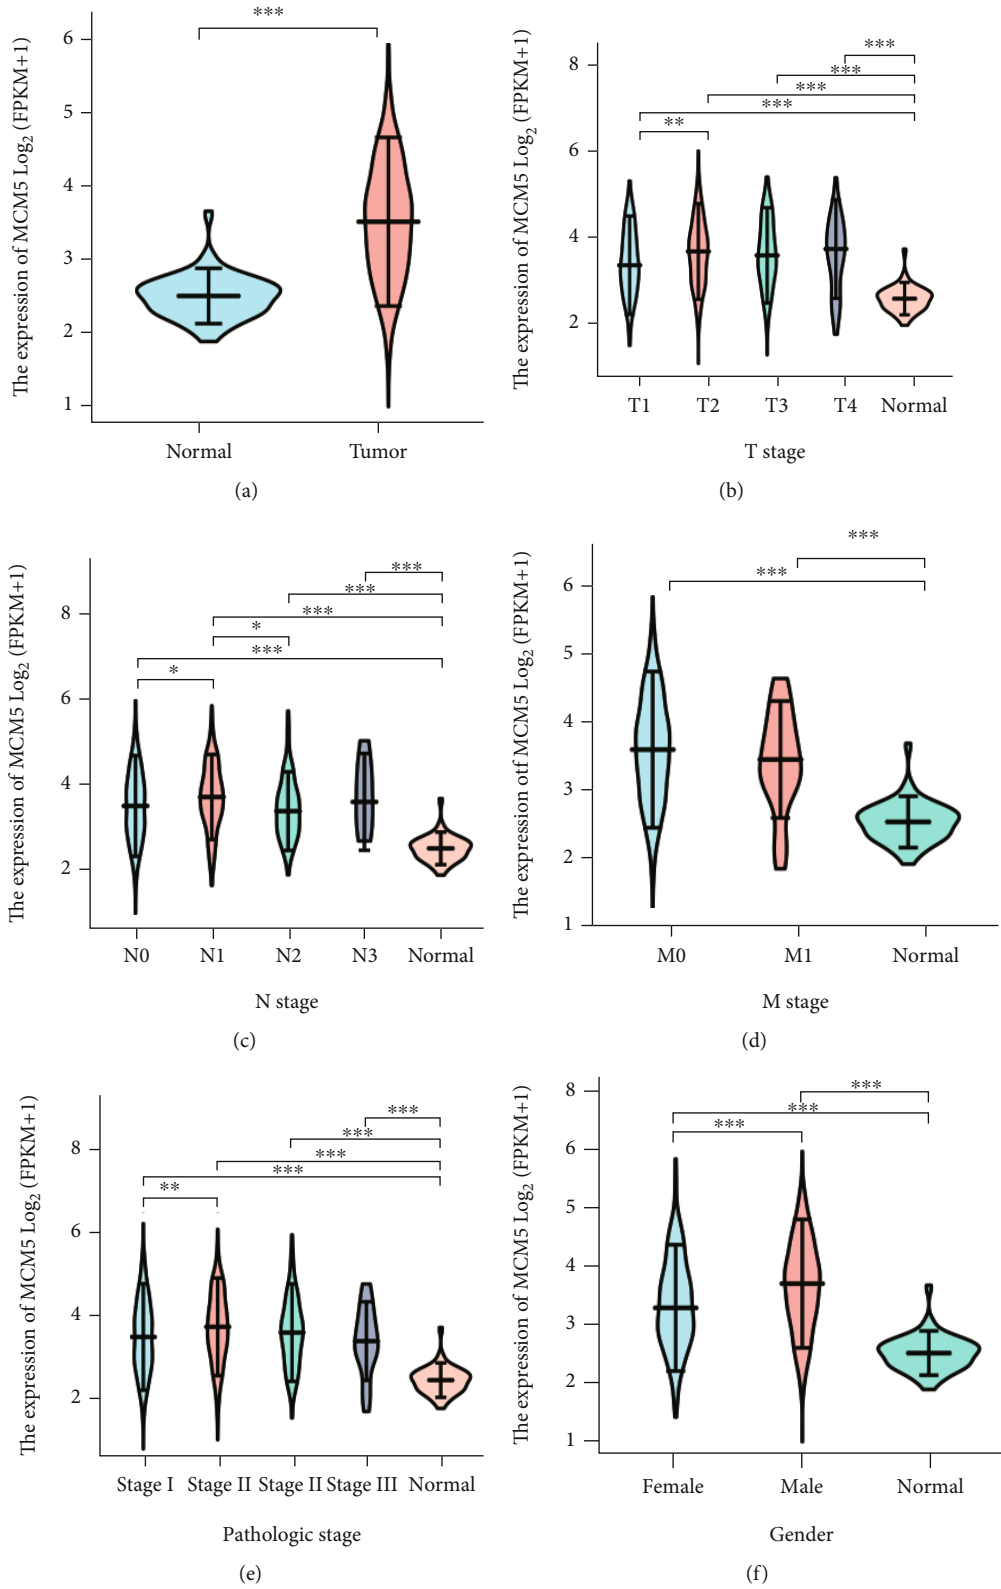 ***
The expression of MCM5 Log2 (FPKM+1)
6
5
4
3
2
1
Normal Tumor
(a)
***
***
***
***
**
The expression of MCM5 Log2 (FPKM+1)
8
6
4
2
T1 T2 T3 T4 Normal
T stage
(b)
***
***
***
*
***
*
The expression of MCM5 Log2 (FPKM+1)
8
6
4
2
N0 N1 N2 N3 Normal
N stage
(c)
***
***
The expression otf MCM5 Log2 (FPKM+1)
6
5
4
3
2
1
M0 M1 Normal
M stage
(d)
***
***
***
***
**
The expression of MCM5 Log2 (FPKM+1)
8
6
4
2
Stage I Stage II Stage II Stage III Normal
Pathologic stage
(e)
***
***
***
The expression of MCM5 Log2 (FPKM+1)
8
6
5
4
3
2
1
Female Male Normal
Gender
(f)